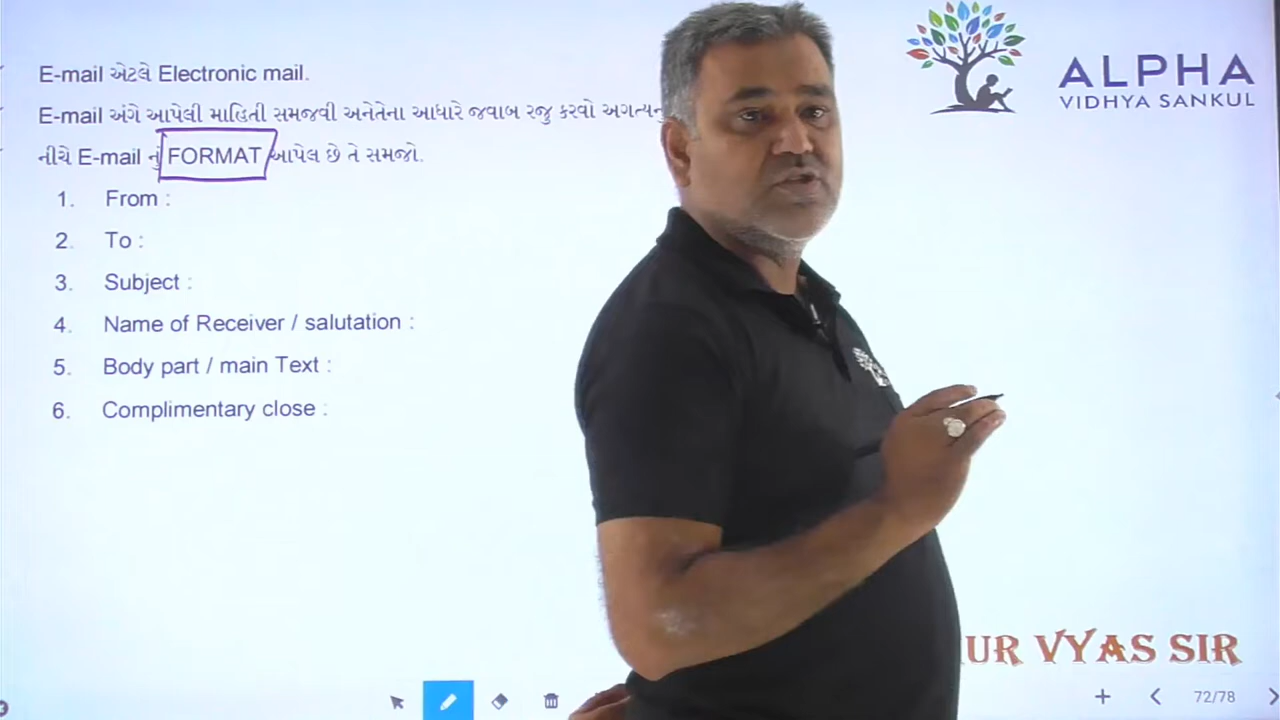 E-mail એટલે Electronic mail.
E-mail અંગે આપેલી માહિતી સમજવી અનેતેના આધારે જવાબ રજુ કરવો
નીચે E-mail નું FORMAT આપેલ છે તે સમજો.
1. From :
2. To :
3. Subject :
4. Name of Receiver / salutation :
5. Body part / main Text :
6. Complimentary close :
ALPHA
VIDHYA SANKUL
VYAS SIR
72/78